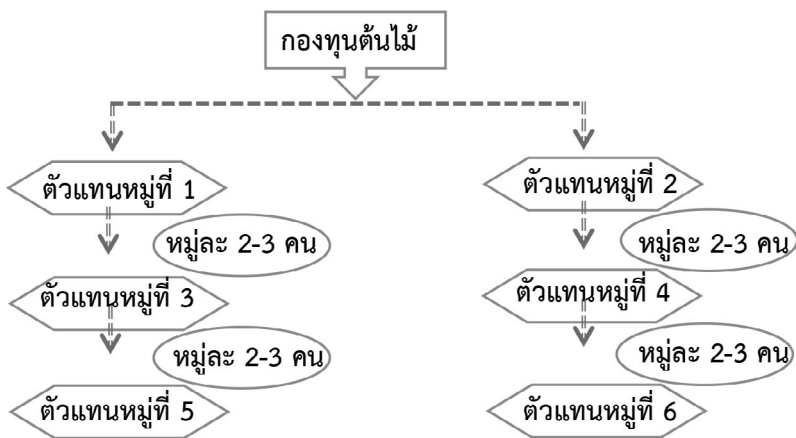 กองทุนต้นไม้
ตัวแทนหมู่ที่ 1
ตัวแทนหมู่ที่ 2
หมู่ละ 2-3 คน
หมู่ละ 2-3 คน
ตัวแทนหมู่ที่ 3
ตัวแทนหมู่ที่ 4
หมู่ละ 2-3 คน
หมู่ละ 2-3 คน
ตัวแทนหมู่ที่ 5
ตัวแทนหมู่ที่ 6